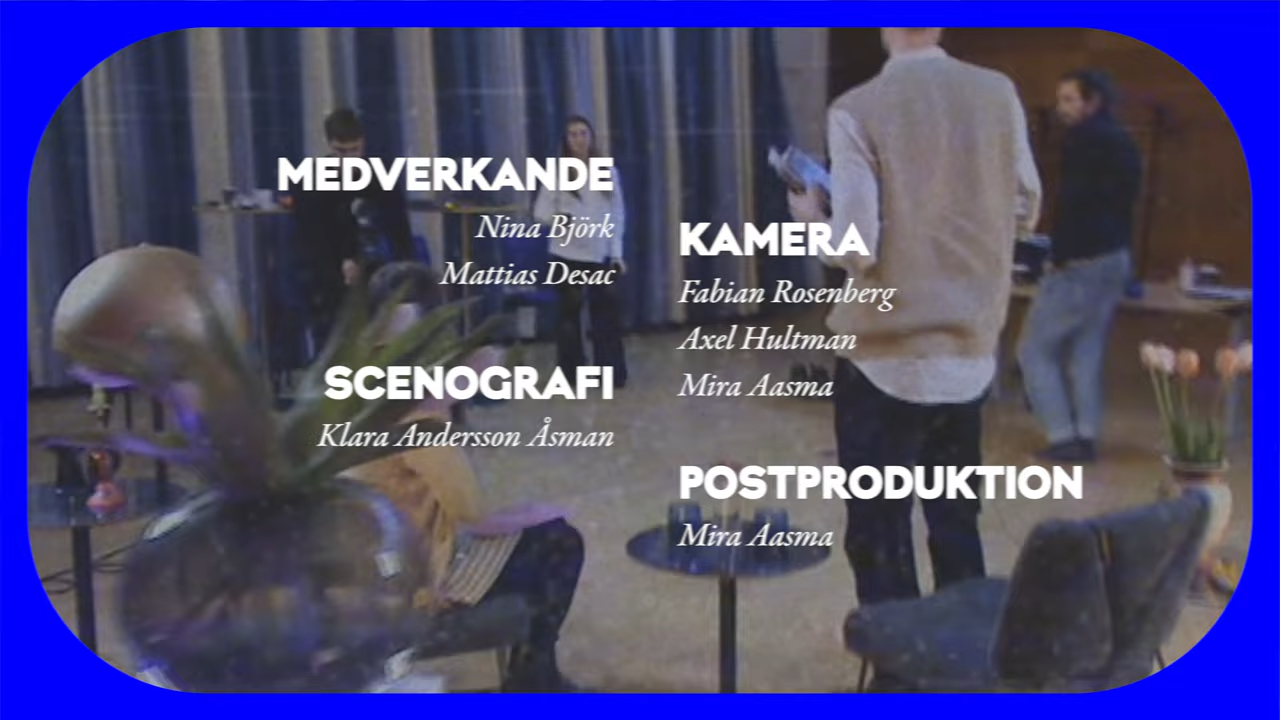 MEDVERKANDE
Nina Björk
Mattias Desac
SCENOGRAFI
Klara Andersson Åsman
KAMERA
Fabian Rosenberg
Axel Hultman
Mira Aasma
POSTPRODUKTION
Mira Aasma